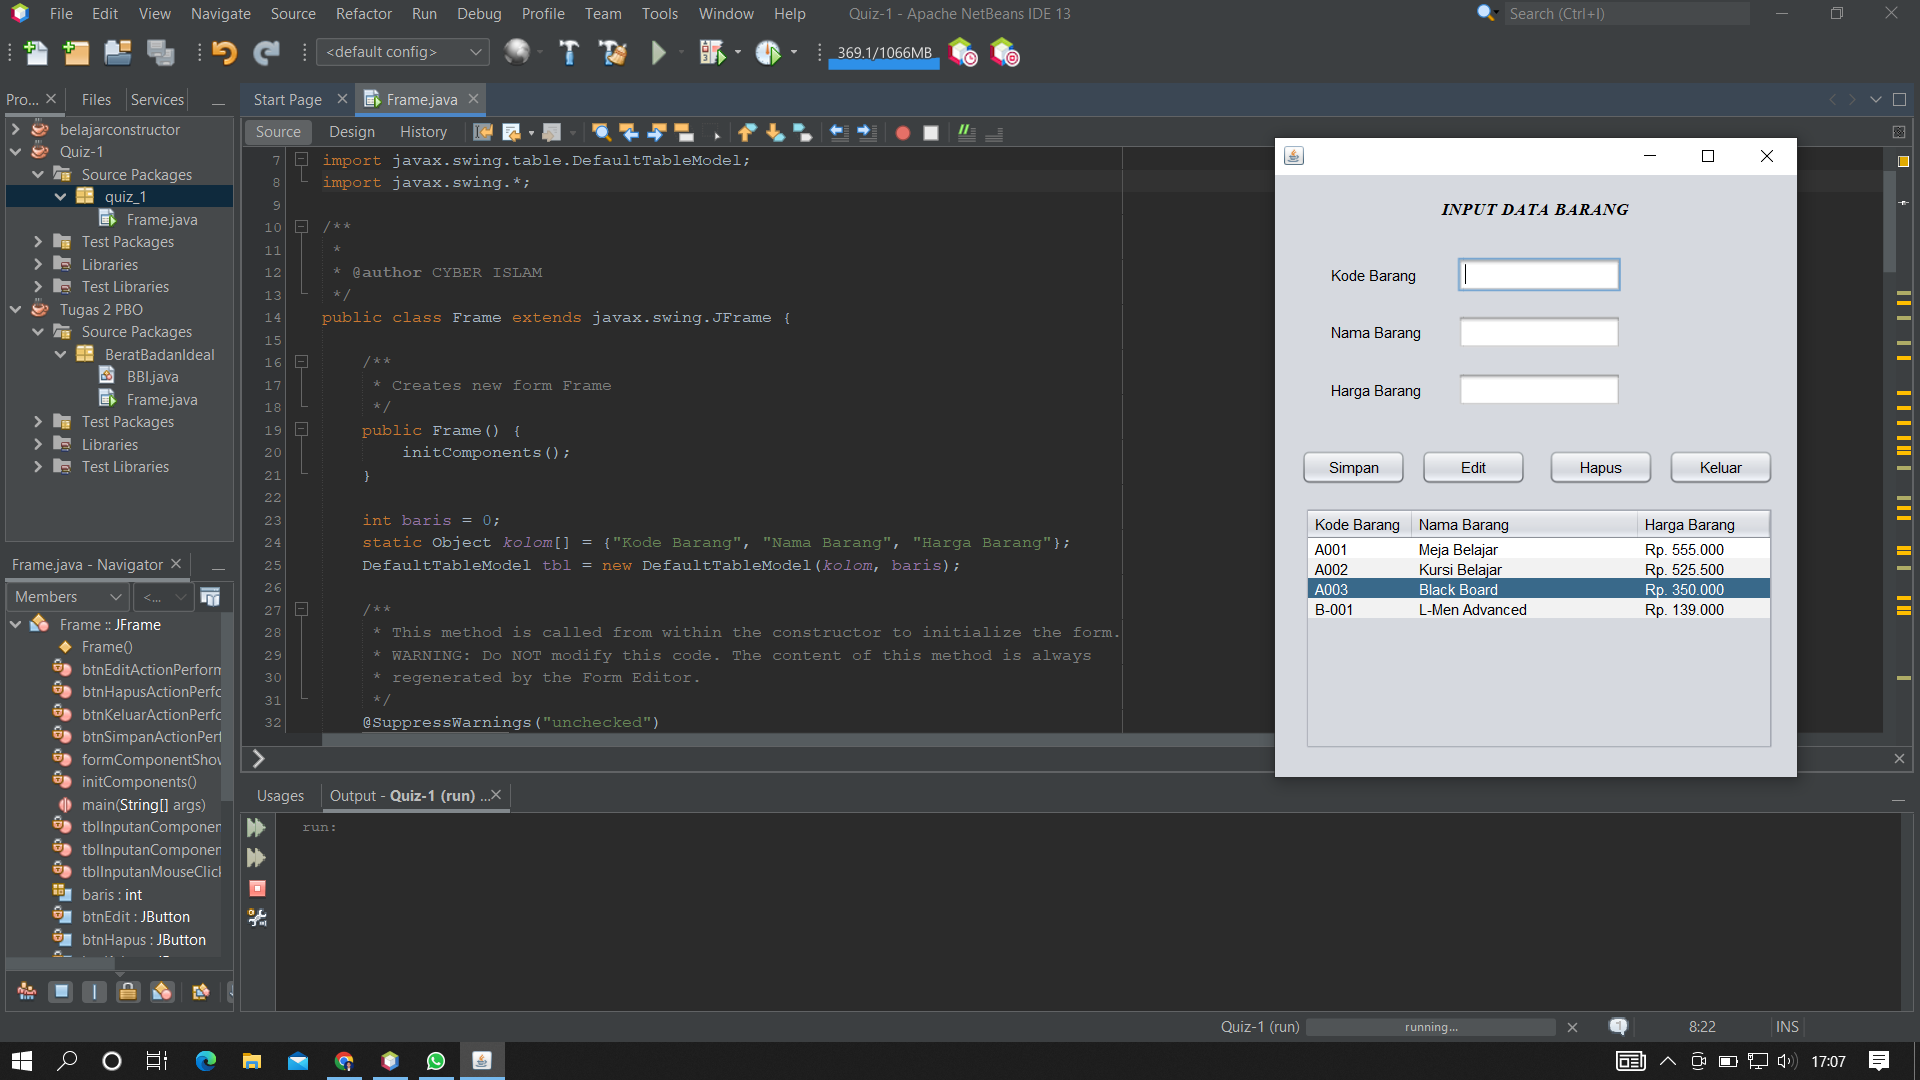 File Edit View Navigate Source Refactor Run Debug Profile Team Tools Window Help Quiz-1 - Apache NetBeans IDE 13 Search (Ctrl+I)
<default config> 369.1/1066MB
Pro... Files Services
Start Page Frame.java
Source Design History
belajarconstructor
Quiz-1
Source Packages
quiz_1
Frame.java
Test Packages
Libraries
Test Libraries
Tugas 2 PBO
Source Packages
BeratBadanIdeal
BBI.java
Frame.java
Test Packages
Libraries
Test Libraries
7 import javax.swing.table.DefaultTableModel;
8 import javax.swing.*;
9
10 /**
11 *
12 * @author CYBER ISLAM
13 */
14 public class Frame extends javax.swing.JFrame {
15
16 /**
17 * Creates new form Frame
18 */
19 public Frame() {
20 initComponents();
21 }
22
23 int baris = 0;
24 static Object kolom[] = {"Kode Barang", "Nama Barang", "Harga Barang"};
25 DefaultTableModel tbl = new DefaultTableModel(kolom, baris);
26
27 /**
28 * This method is called from within the constructor to initialize the form.
29 * WARNING: Do NOT modify this code. The content of this method is always
30 * regenerated by the Form Editor.
31 */
32 @SuppressWarnings("unchecked")
INPUT DATA BARANG
Kode Barang
Nama Barang
Harga Barang
Simpan Edit Hapus Keluar
Kode Barang Nama Barang Harga Barang
A001 Meja Belajar Rp. 555.000
A002 Kursi Belajar Rp. 525.500
A003 Black Board Rp. 350.000
B-001 L-Men Advanced Rp. 139.000
Frame.java - Navigator
Members <...
Frame :: JFrame
Frame()
btnEditActionPerform
btnHapusActionPerfo
btnKeluarActionPerfo
btnSimpanActionPerf
formComponentShow
initComponents()
main(String[] args)
tblInputanComponen
tblInputanComponen
tblInputanMouseClick
baris : int
btnEdit : JButton
btnHapus : JButton
Usages Output - Quiz-1 (run) ...
run:
Quiz-1 (run) running... 1 8:22 INS
17:07